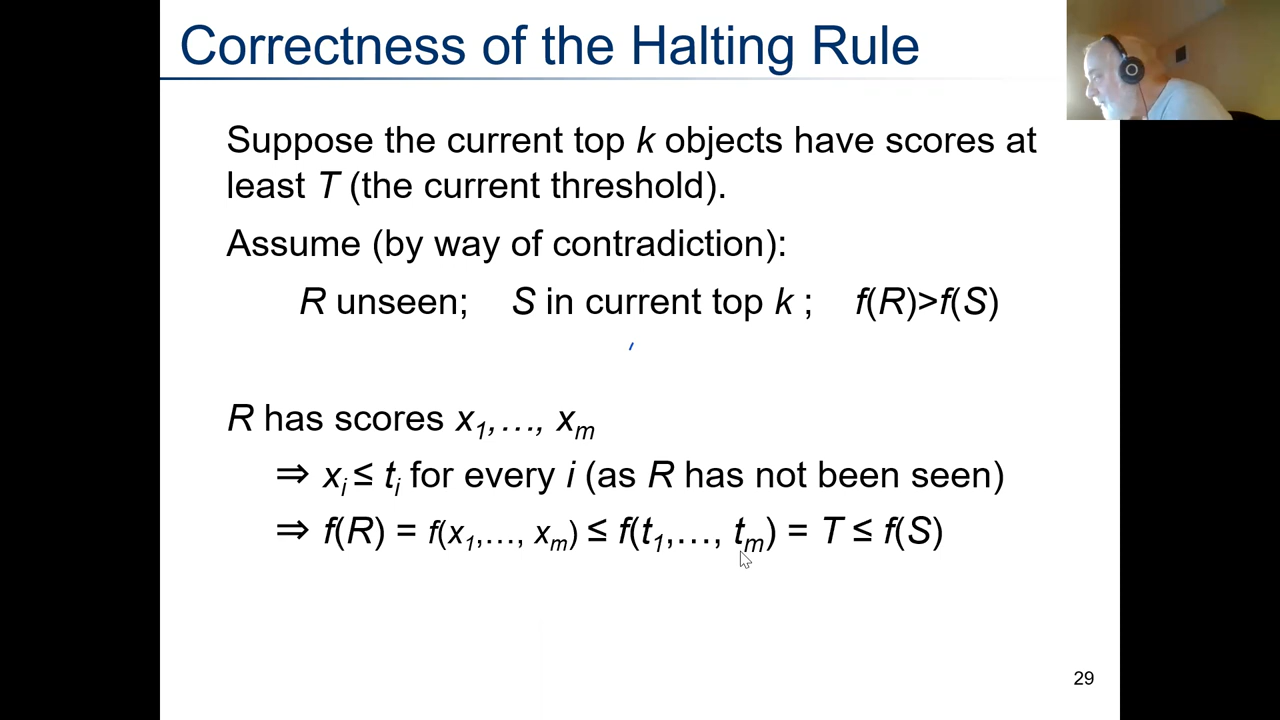 Correctness of the Halting Rule
Suppose the current top k objects have scores at
least T (the current threshold).
Assume (by way of contradiction):
R unseen; S in current top k ; f(R)>f(S)
R has scores x₁,…, xₘ
⇒ xᵢ ≤ tᵢ for every i (as R has not been seen)
⇒ f(R) = f(x₁,…, xₘ) ≤ f(t₁,…, tₘ) = T ≤ f(S)
29